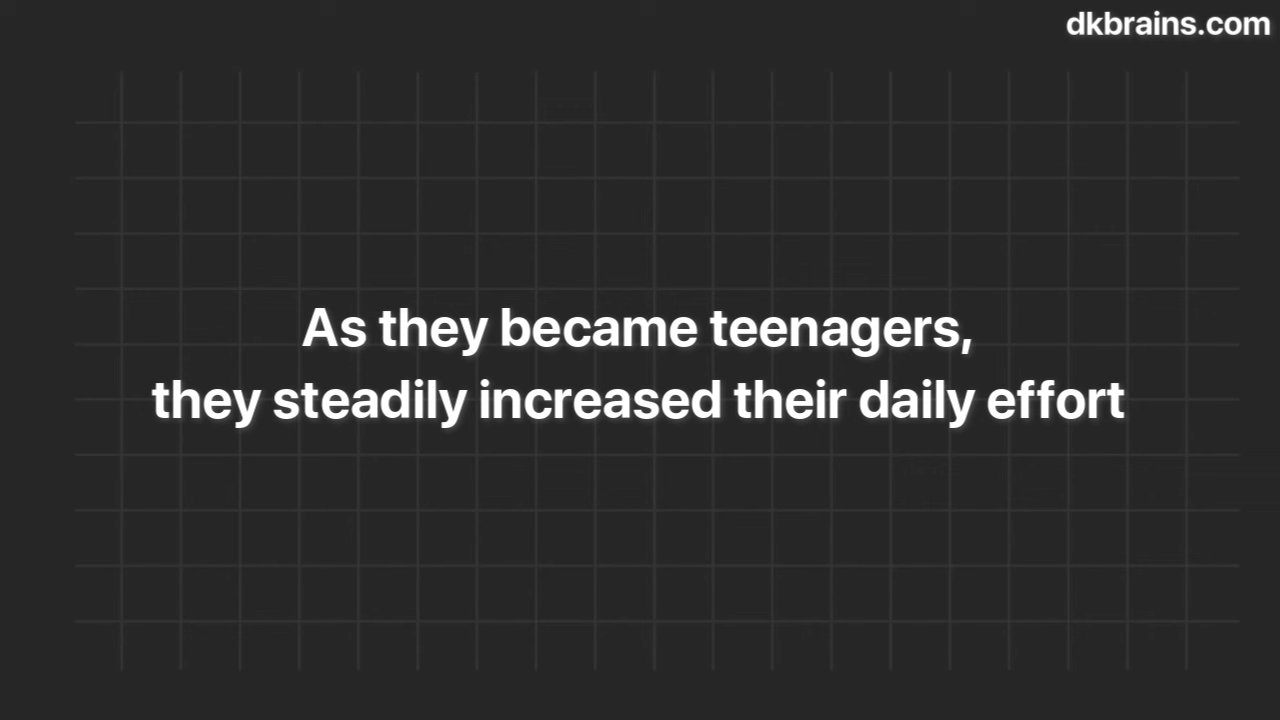 dkbrains.com
As they became teenagers,
they steadily increased their daily effort